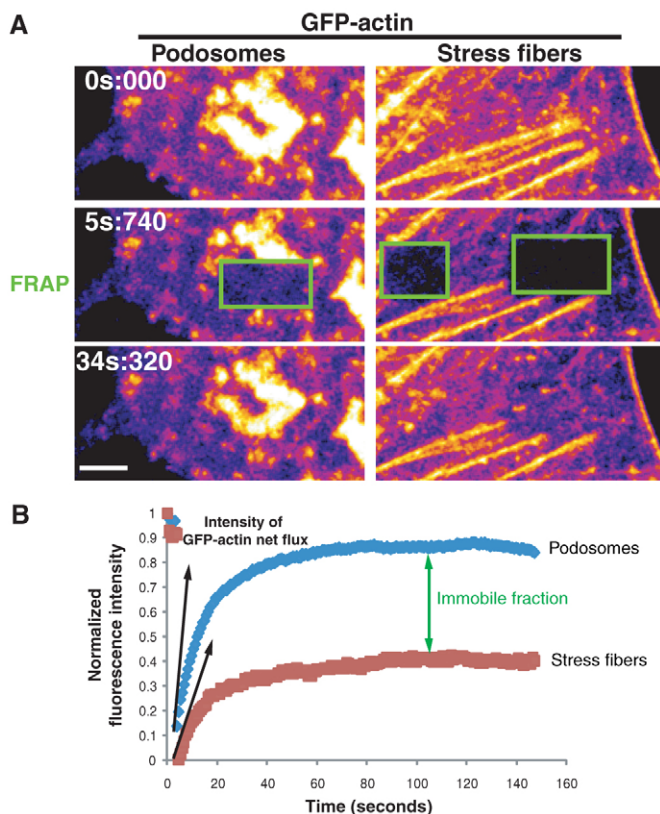 A
GFP-actin
Podosomes
Stress fibers
0s:000
5s:740
FRAP
34s:320
B
Intensity of
GFP-actin net flux
Podosomes
Immobile fraction
Stress fibers
Normalized
fluorescence intensity
1
0.9
0.8
0.7
0.6
0.5
0.4
0.3
0.2
0.1
0
0 20 40 60 80 100 120 140 160
Time (seconds)